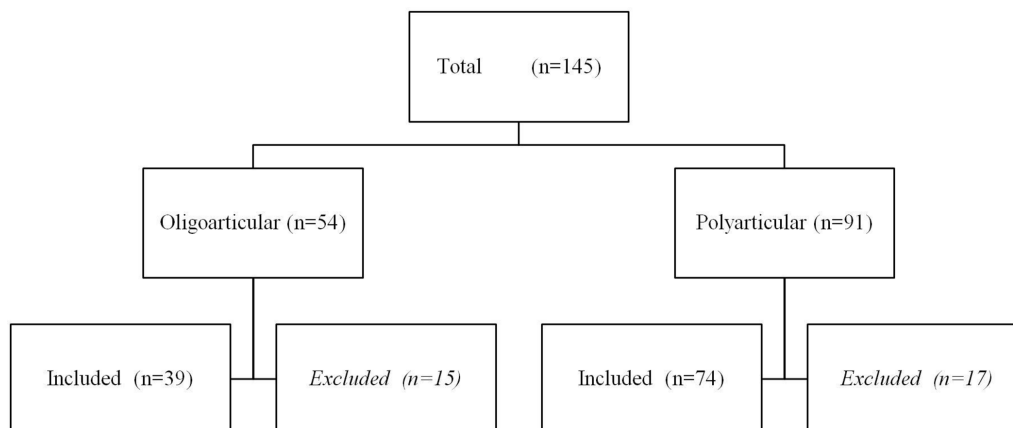 Total (n=145)
Oligoarticular (n=54)
Polyarticular (n=91)
Included (n=39)
Excluded (n=15)
Included (n=74)
Excluded (n=17)